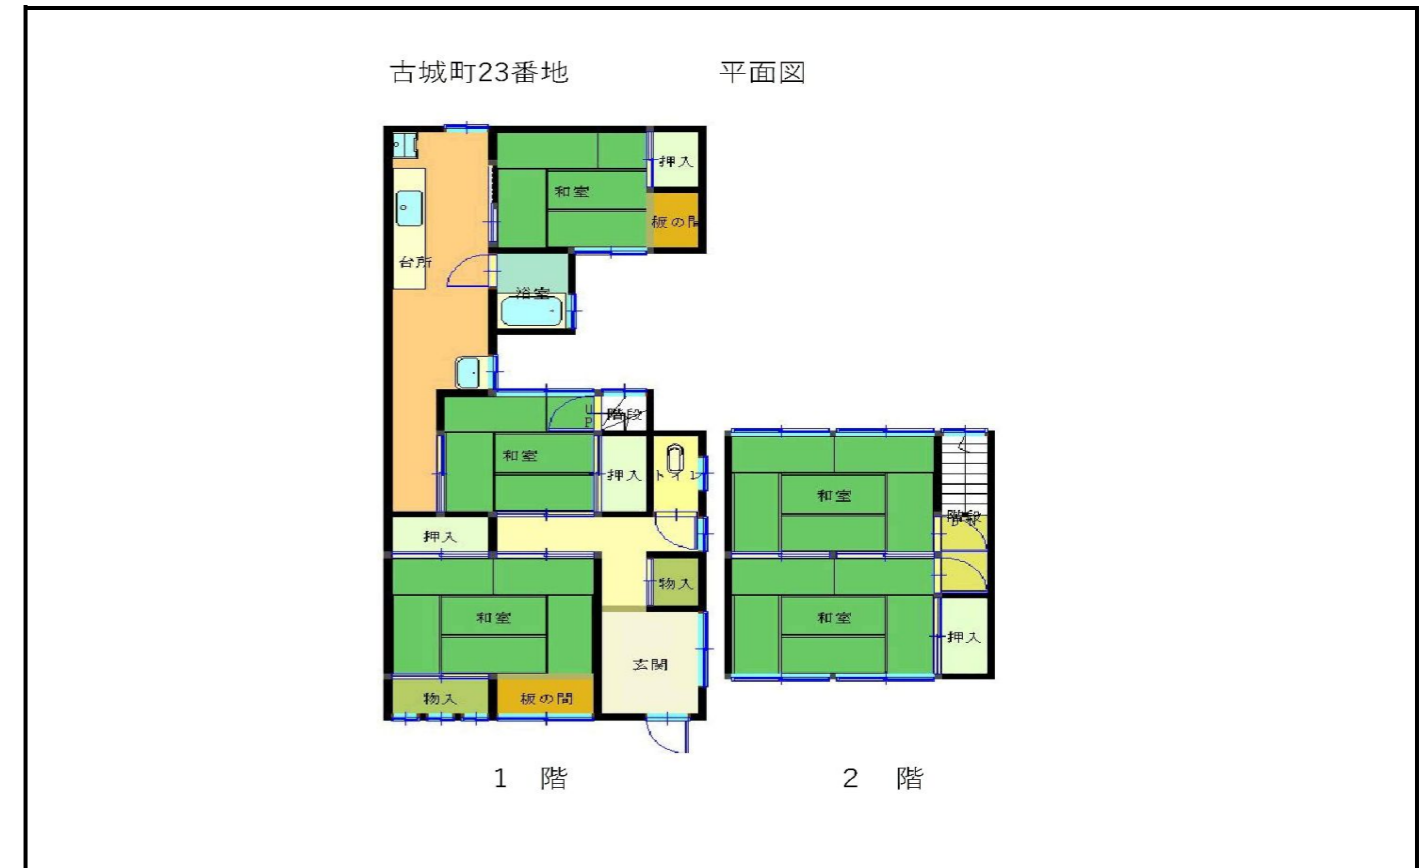 古城町23番地 平面図
押入
和室
板の間
台所
浴室
UP
階段
和室
押入
トイレ
押入
物入
和室
玄関
物入
板の間
和室
階段
和室
押入
1 階
2 階